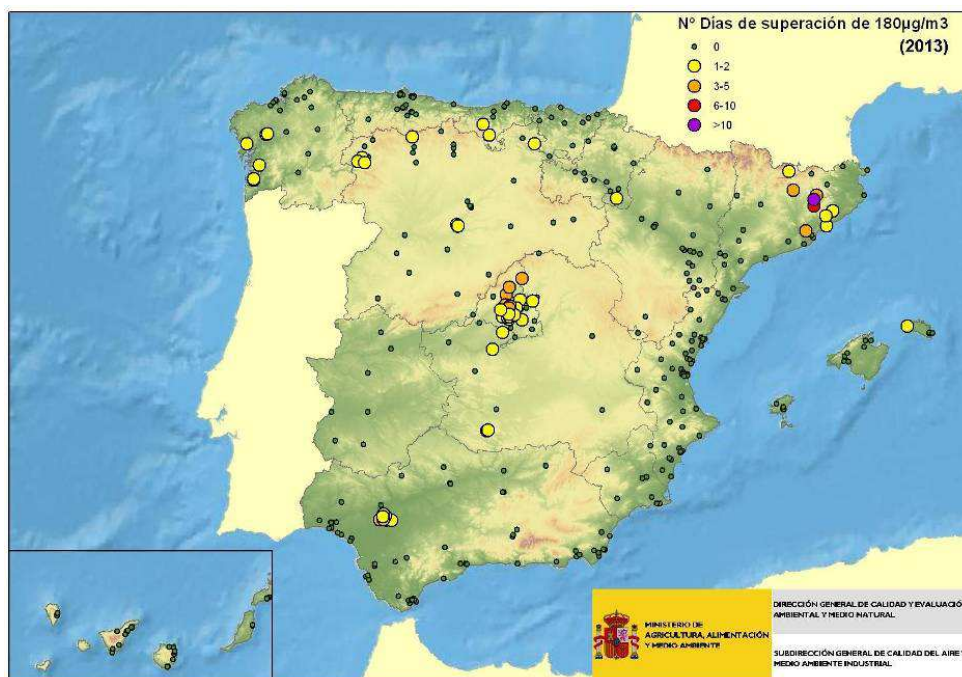 Nº Días de superación de 180µg/m3
(2013)
0
1-2
3-5
6-10
>10
MINISTERIO DE
AGRICULTURA, ALIMENTACIÓN
Y MEDIO AMBIENTE
DIRECCIÓN GENERAL DE CALIDAD Y EVALUACIÓ
AMBIENTAL Y MEDIO NATURAL
SUBDIRECCIÓN GENERAL DE CALIDAD DEL AIRE Y
MEDIO AMBIENTE INDUSTRIAL